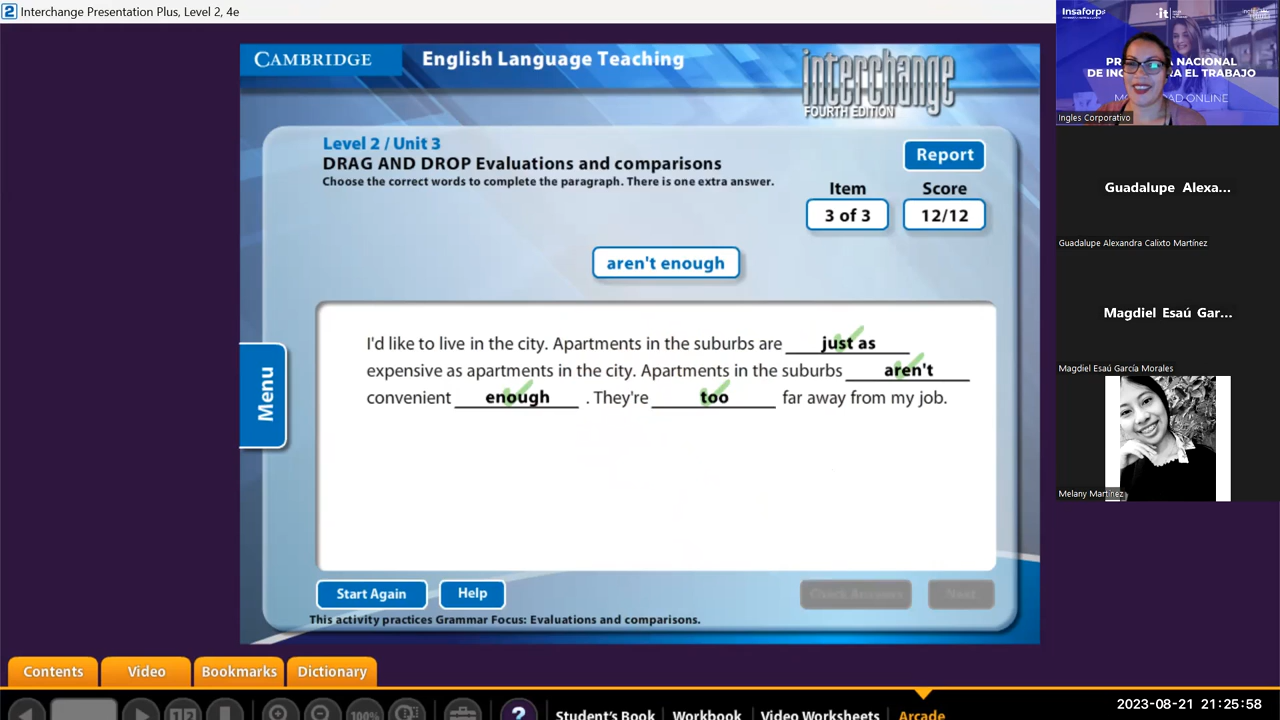 Interchange Presentation Plus, Level 2, 4e
CAMBRIDGE
English Language Teaching
interchange
FOURTH EDITION
Level 2 / Unit 3
DRAG AND DROP Evaluations and comparisons
Choose the correct words to complete the paragraph. There is one extra answer.
Report
Item
Score
3 of 3
12/12
aren't enough
I'd like to live in the city. Apartments in the suburbs are just as
expensive as apartments in the city. Apartments in the suburbs aren't
convenient enough . They're too far away from my job.
Menu
Start Again
Help
Check Answer
Next
This activity practices Grammar Focus: Evaluations and comparisons.
Contents
Video
Bookmarks
Dictionary
100%
Student's Book
Workbook
Video Worksheets
Arcade
Insaforp
Ingles Corporativo
Guadalupe Alexa...
Guadalupe Alexandra Calixto Martínez
Magdiel Esaú Gar...
Magdiel Esaú García Morales
Melany Martinez
2023-08-21 21:25:58